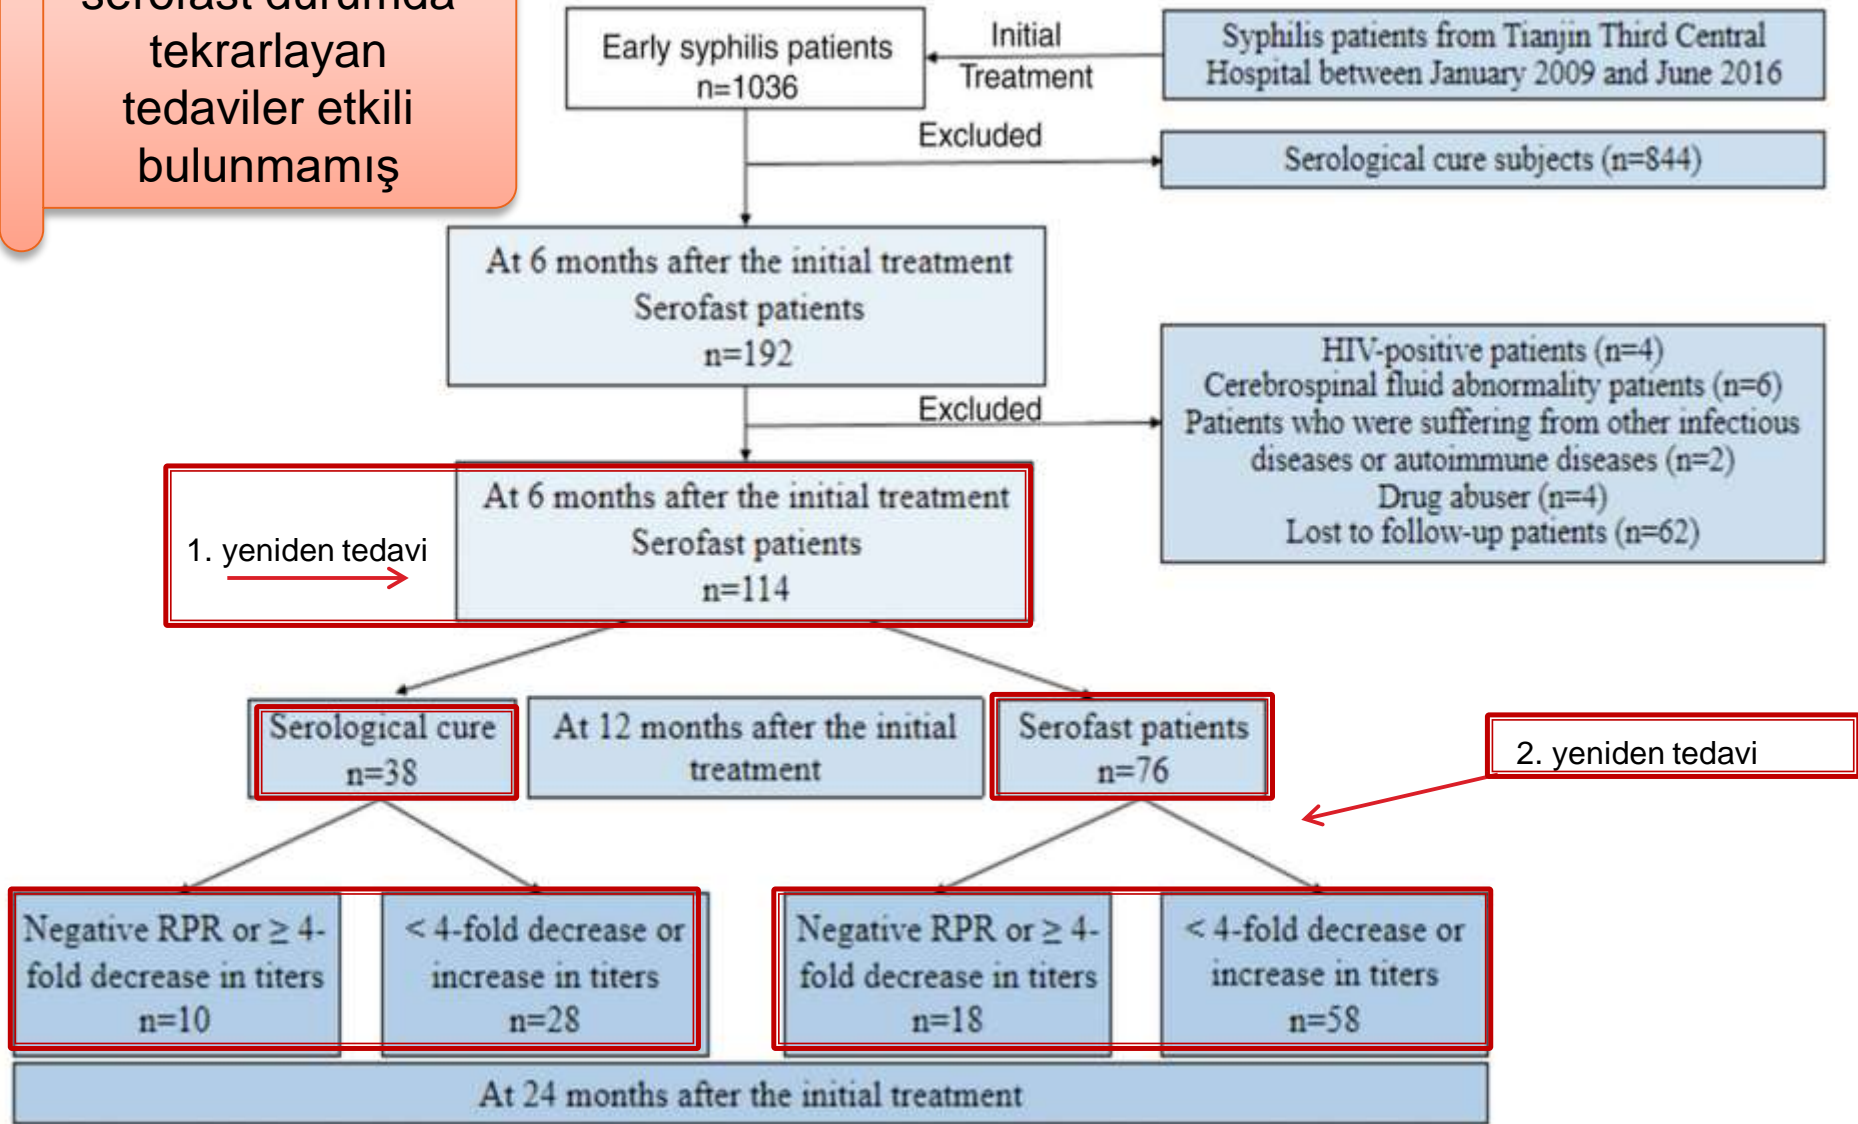 serofast durumda
tekrarlayan
tedaviler etkili
bulunmamış
Early syphilis patients
n=1036
Initial
Treatment
Syphilis patients from Tianjin Third Central
Hospital between January 2009 and June 2016
Excluded
Serological cure subjects (n=844)
At 6 months after the initial treatment
Serofast patients
n=192
Excluded
HIV-positive patients (n=4)
Cerebrospinal fluid abnormality patients (n=6)
Patients who were suffering from other infectious
diseases or autoimmune diseases (n=2)
Drug abuser (n=4)
Lost to follow-up patients (n=62)
1. yeniden tedavi
At 6 months after the initial treatment
Serofast patients
n=114
Serological cure
n=38
At 12 months after the initial
treatment
Serofast patients
n=76
2. yeniden tedavi
Negative RPR or ≥ 4-
fold decrease in titers
n=10
< 4-fold decrease or
increase in titers
n=28
Negative RPR or ≥ 4-
fold decrease in titers
n=18
< 4-fold decrease or
increase in titers
n=58
At 24 months after the initial treatment